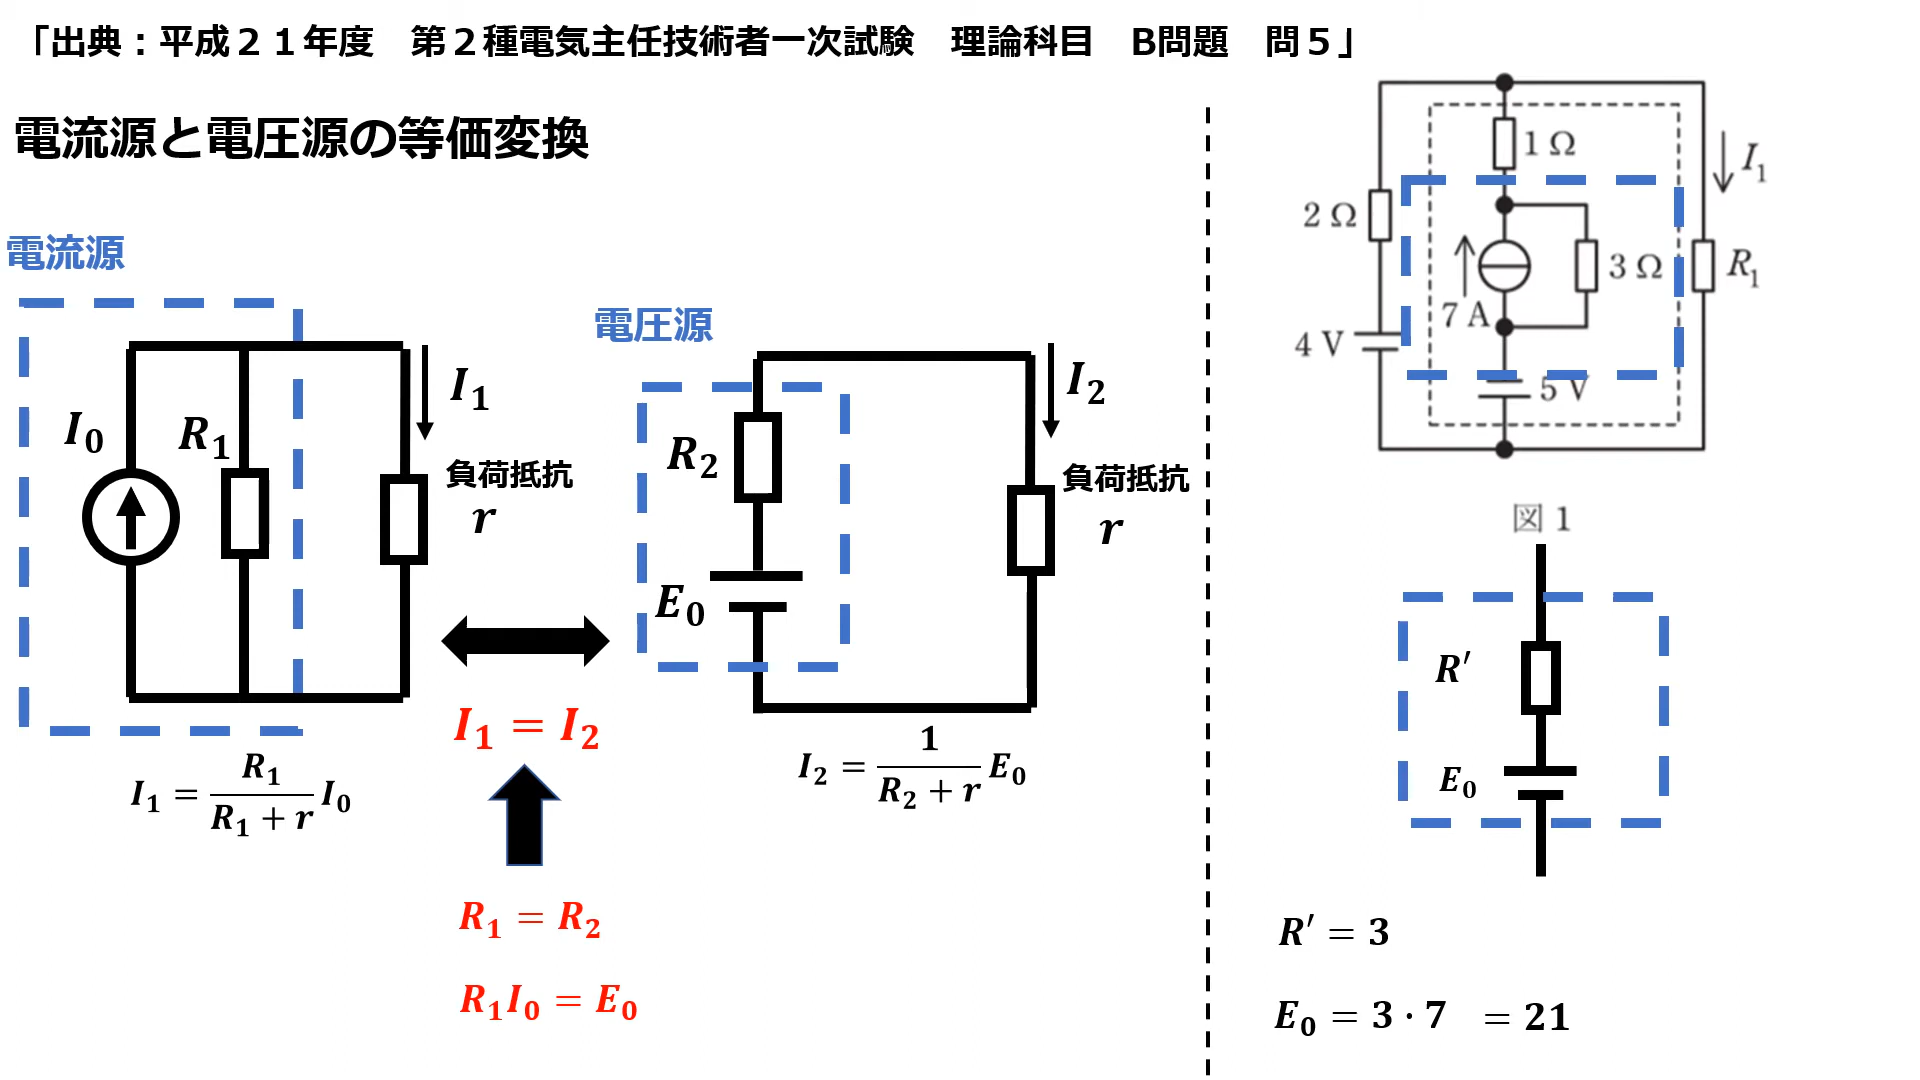 「出典：平成２１年度　第２種電気主任技術者一次試験　理論科目　B問題　問５」
電流源と電圧源の等価変換
電流源
I₀
R₁
I₁
負荷抵抗
r
I₁ = R₁/(R₁ + r) I₀
I₁ = I₂
R₁ = R₂
R₁I₀ = E₀
電圧源
R₂
E₀
I₂
負荷抵抗
r
I₂ = 1/(R₂ + r) E₀
1 Ω
I₁
2 Ω
3 Ω
R₁
7 A
4 V
5 V
図 1
R′
E₀
R′ = 3
E₀ = 3 · 7 = 21